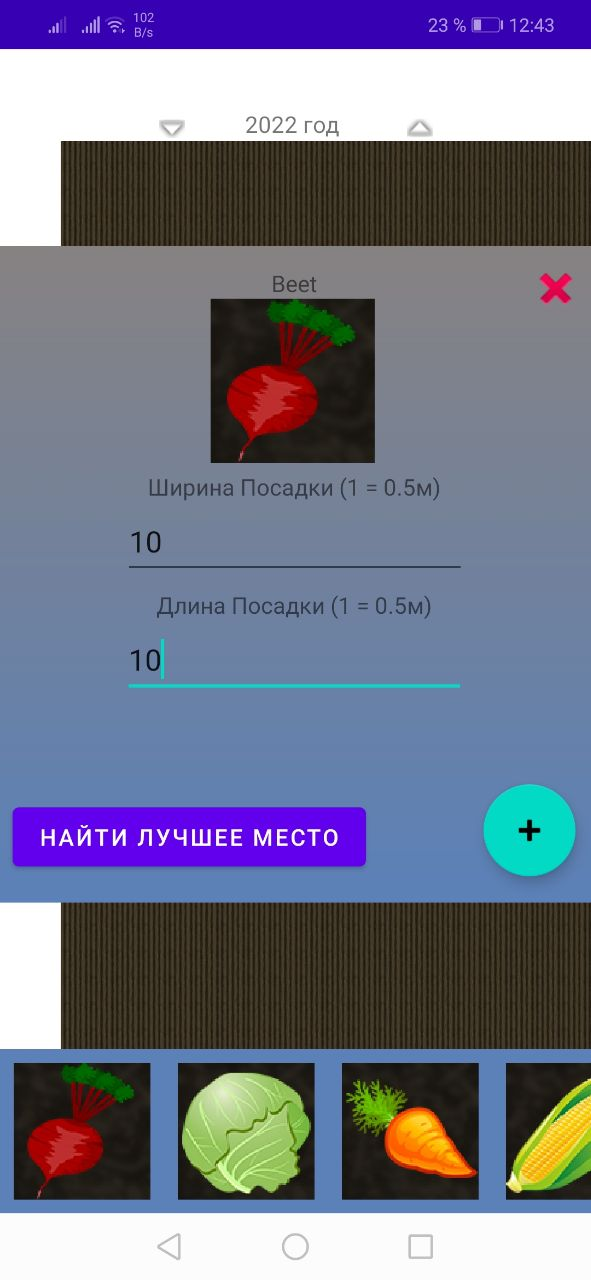 102
B/s
23 %
12:43
2022 год
Beet
Ширина Посадки (1 = 0.5м)
10
Длина Посадки (1 = 0.5м)
10
НАЙТИ ЛУЧШЕЕ МЕСТО
+